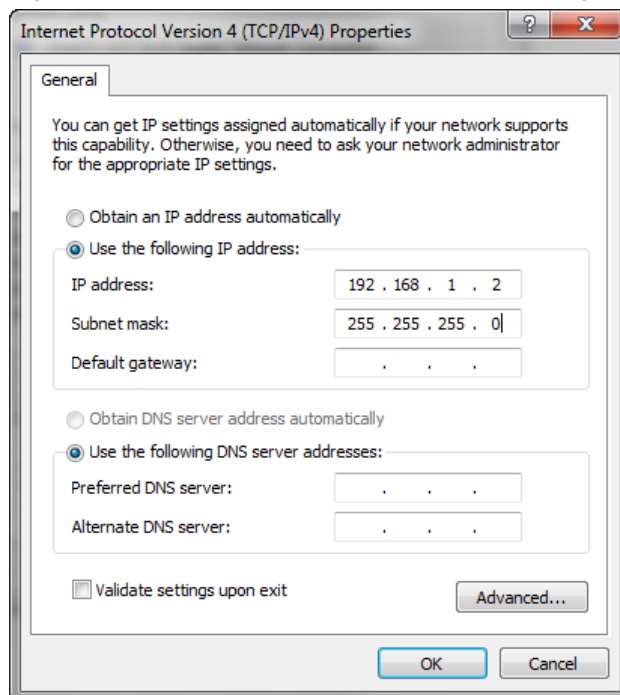 Internet Protocol Version 4 (TCP/IPv4) Properties
?
X
General
You can get IP settings assigned automatically if your network supports
this capability. Otherwise, you need to ask your network administrator
for the appropriate IP settings.
Obtain an IP address automatically
Use the following IP address:
IP address: 192 . 168 . 1 . 2
Subnet mask: 255 . 255 . 255 . 0
Default gateway: . . .
Obtain DNS server address automatically
Use the following DNS server addresses:
Preferred DNS server: . . .
Alternate DNS server: . . .
Validate settings upon exit
Advanced...
OK Cancel